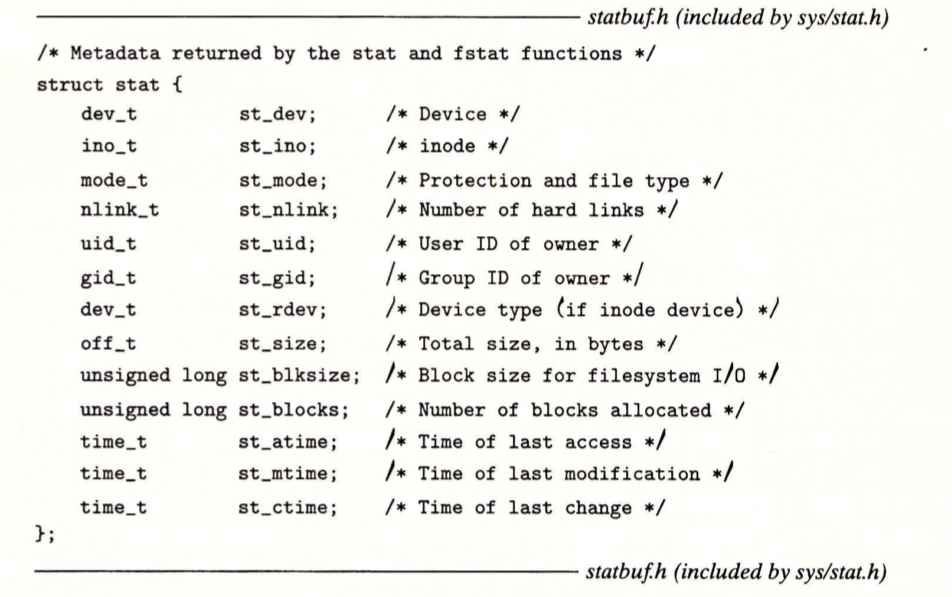 statbuf.h (included by sys/stat.h)
/* Metadata returned by the stat and fstat functions */
struct stat {
    dev_t         st_dev;      /* Device */
    ino_t         st_ino;      /* inode */
    mode_t        st_mode;     /* Protection and file type */
    nlink_t       st_nlink;    /* Number of hard links */
    uid_t         st_uid;      /* User ID of owner */
    gid_t         st_gid;      /* Group ID of owner */
    dev_t         st_rdev;     /* Device type (if inode device) */
    off_t         st_size;     /* Total size, in bytes */
    unsigned long st_blksize;  /* Block size for filesystem I/O */
    unsigned long st_blocks;   /* Number of blocks allocated */
    time_t        st_atime;    /* Time of last access */
    time_t        st_mtime;    /* Time of last modification */
    time_t        st_ctime;    /* Time of last change */
};
statbuf.h (included by sys/stat.h)